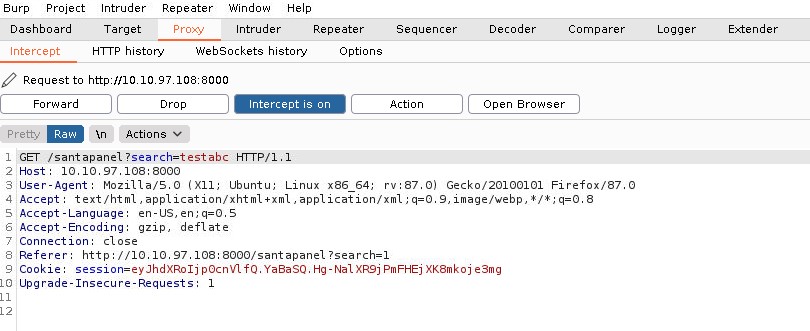 Burp Project Intruder Repeater Window Help
Dashboard Target Proxy Intruder Repeater Sequencer Decoder Comparer Logger Extender
Intercept HTTP history WebSockets history Options
Request to http://10.10.97.108:8000
Forward Drop Intercept is on Action Open Browser
Pretty Raw \n Actions
1 GET /santapanel?search=testabc HTTP/1.1
2 Host: 10.10.97.108:8000
3 User-Agent: Mozilla/5.0 (X11; Ubuntu; Linux x86_64; rv:87.0) Gecko/20100101 Firefox/87.0
4 Accept: text/html,application/xhtml+xml,application/xml;q=0.9,image/webp,*/*;q=0.8
5 Accept-Language: en-US,en;q=0.5
6 Accept-Encoding: gzip, deflate
7 Connection: close
8 Referer: http://10.10.97.108:8000/santapanel?search=1
9 Cookie: session=eyJhdXRoIjp0cnVlfQ.YaBaSQ.Hg-NalXR9jPmFHEjXK8mkoje3mg
10 Upgrade-Insecure-Requests: 1
11
12